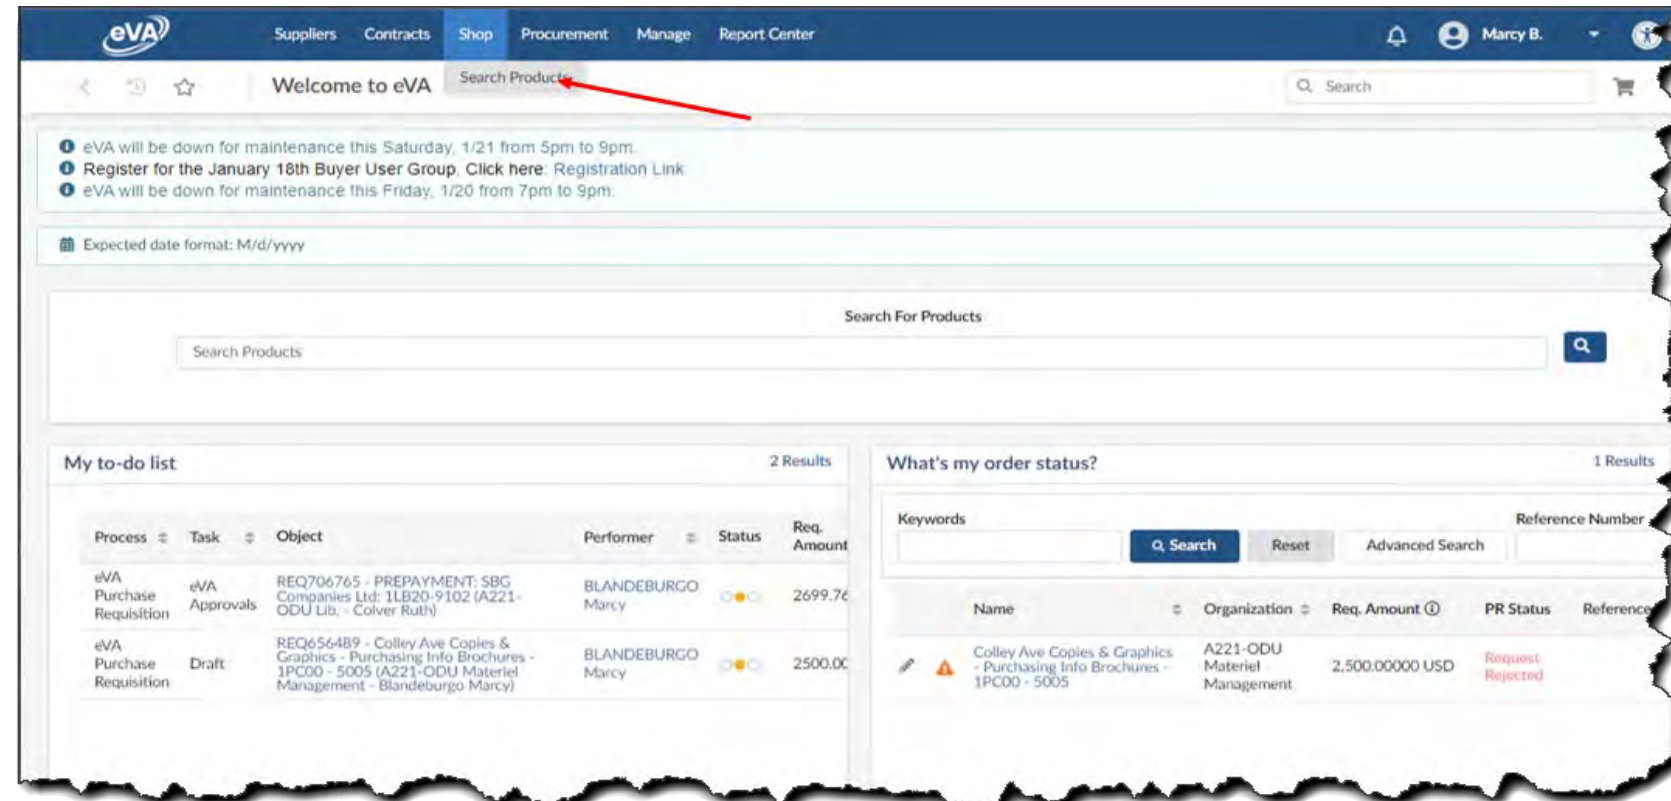 eVA
Suppliers Contracts Shop Procurement Manage Report Center
Marcy B.
Welcome to eVA
Search Products
Search
eVA will be down for maintenance this Saturday, 1/21 from 5pm to 9pm.
Register for the January 18th Buyer User Group. Click here: Registration Link
eVA will be down for maintenance this Friday, 1/20 from 7pm to 9pm.
Expected date format: M/d/yyyy
Search For Products
Search Products
My to-do list
2 Results
Process Task Object Performer Status Req.
Amount
eVA
Purchase
Requisition
eVA
Approvals
REQ706765 - PREPAYMENT: SBG
Companies Ltd: 1LB20-9102 (A221-
ODU Lib. - Colver Ruth)
BLANDEBURGO
Marcy
2699.76
eVA
Purchase
Requisition
Draft
REQ656489 - Colley Ave Copies &
Graphics - Purchasing Info Brochures -
1PC00 - 5005 (A221-ODU Materiel
Management - Blandeburgo Marcy)
BLANDEBURGO
Marcy
2500.00
What's my order status?
1 Results
Keywords
Reference Number
Search
Reset
Advanced Search
Name Organization Req. Amount PR Status Reference
Colley Ave Copies & Graphics
- Purchasing Info Brochures -
1PC00 - 5005
A221-ODU
Materiel
Management
2,500.00000 USD
Request
Rejected